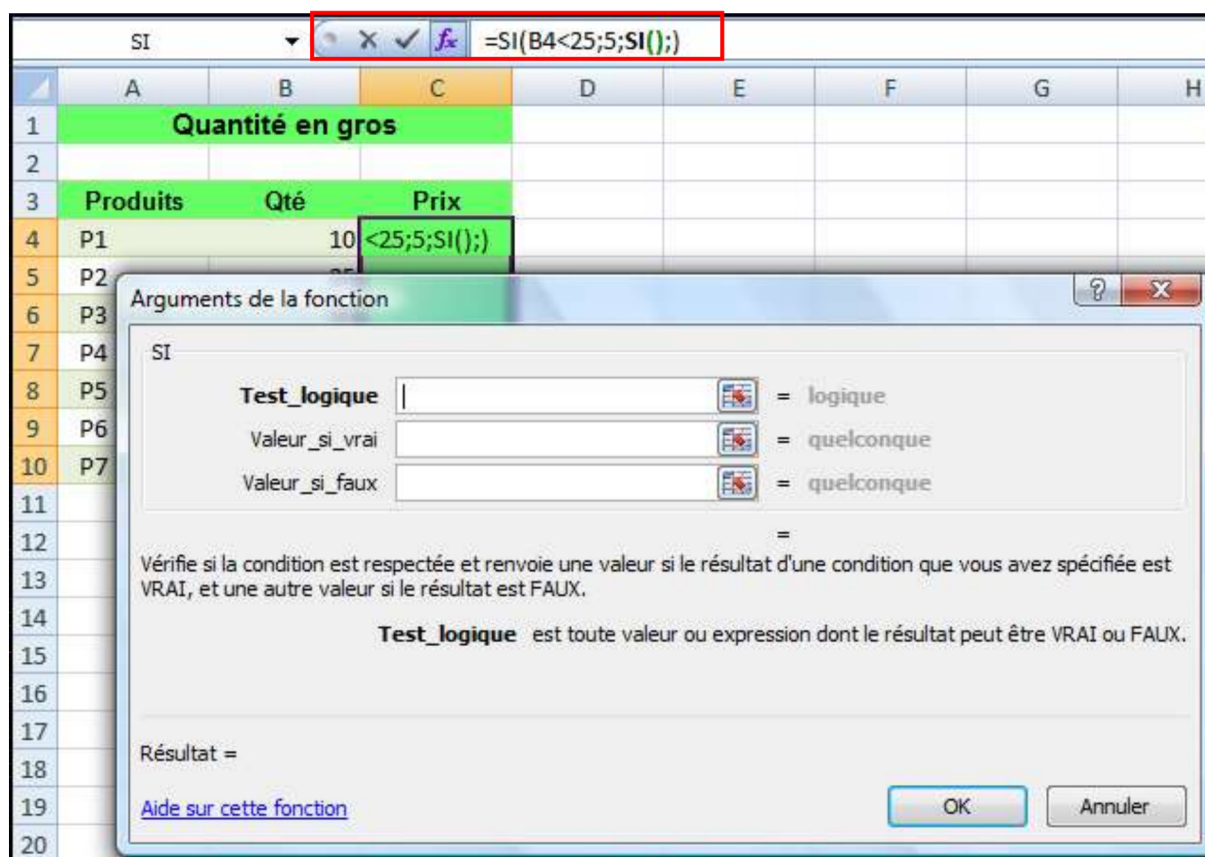 SI fx =SI(B4<25;5;SI();)
A B C D E F G H
1 Quantité en gros
2
3 Produits Qté Prix
4 P1 10 <25;5;SI();)
5 P2
6 P3
7 P4
8 P5
9 P6
10 P7
11
12
13
14
15
16
17
18
19
20
Arguments de la fonction ? X
SI
Test_logique = logique
Valeur_si_vrai = quelconque
Valeur_si_faux = quelconque
=
Vérifie si la condition est respectée et renvoie une valeur si le résultat d'une condition que vous avez spécifiée est
VRAI, et une autre valeur si le résultat est FAUX.
Test_logique est toute valeur ou expression dont le résultat peut être VRAI ou FAUX.
Résultat =
Aide sur cette fonction OK Annuler